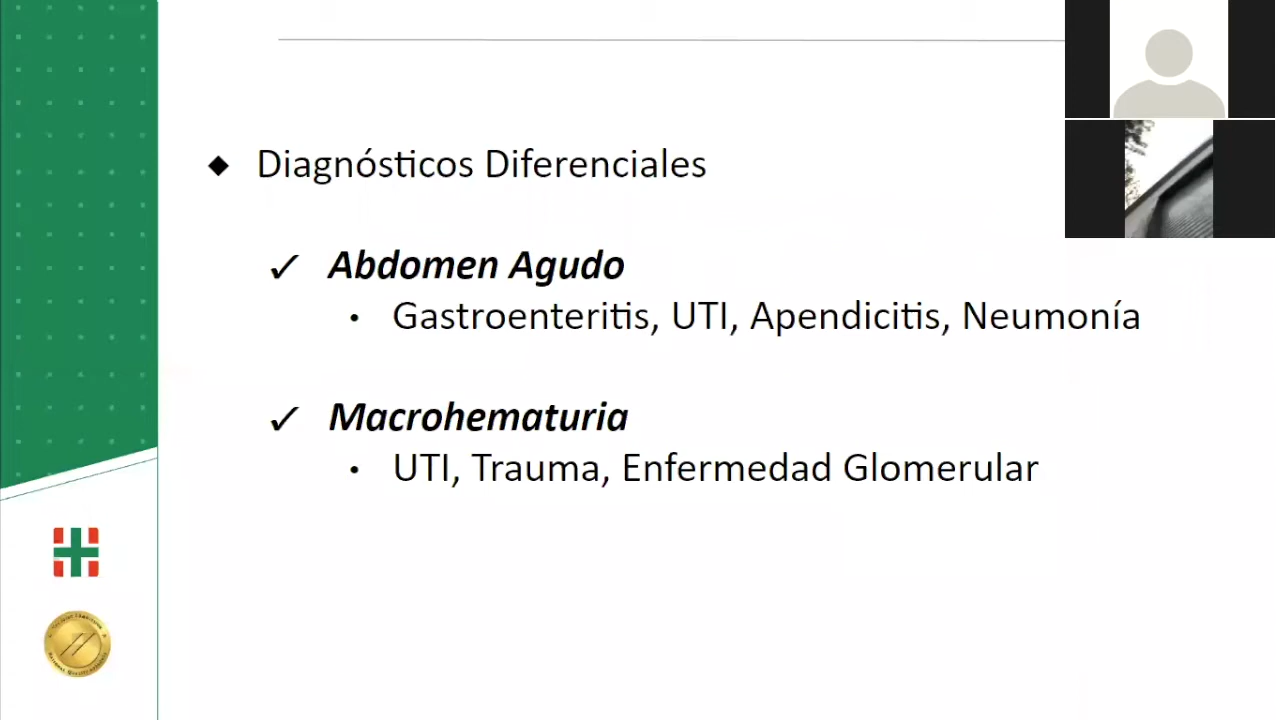 Diagnósticos Diferenciales
Abdomen Agudo
Gastroenteritis, UTI, Apendicitis, Neumonía
Macrohematuria
UTI, Trauma, Enfermedad Glomerular